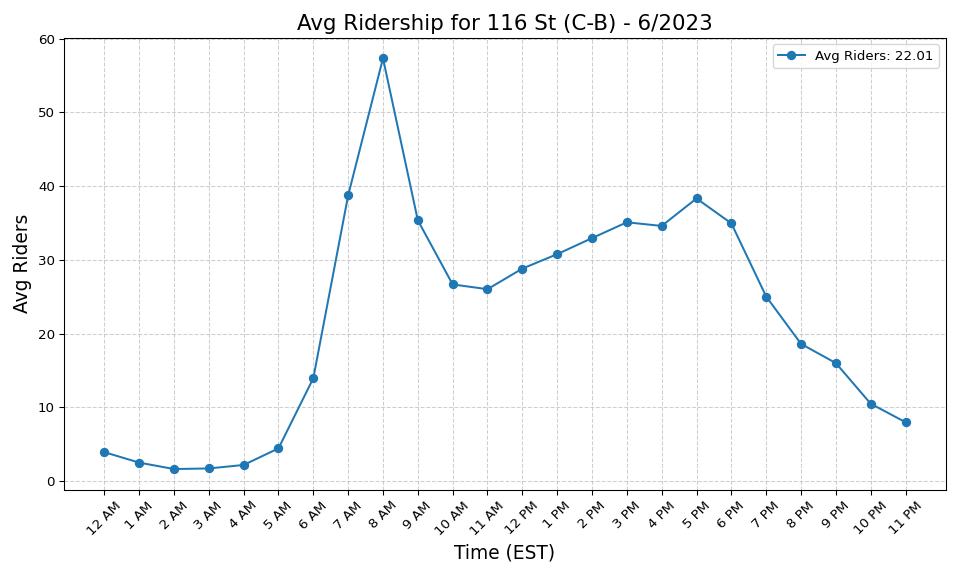 Avg Ridership for 116 St (C-B) - 6/2023
Avg Riders: 22.01
Avg Riders
60
50
40
30
20
10
0
12 AM
1 AM
2 AM
3 AM
4 AM
5 AM
6 AM
7 AM
8 AM
9 AM
10 AM
11 AM
12 PM
1 PM
2 PM
3 PM
4 PM
5 PM
6 PM
7 PM
8 PM
9 PM
10 PM
11 PM
Time (EST)